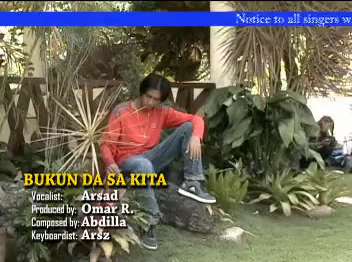 Notice to all singers w
BUKUN DA SA KITA
Vocalist: Arsad
Produced by: Omar R.
Composed by: Abdilla
Keyboardist: Arsz